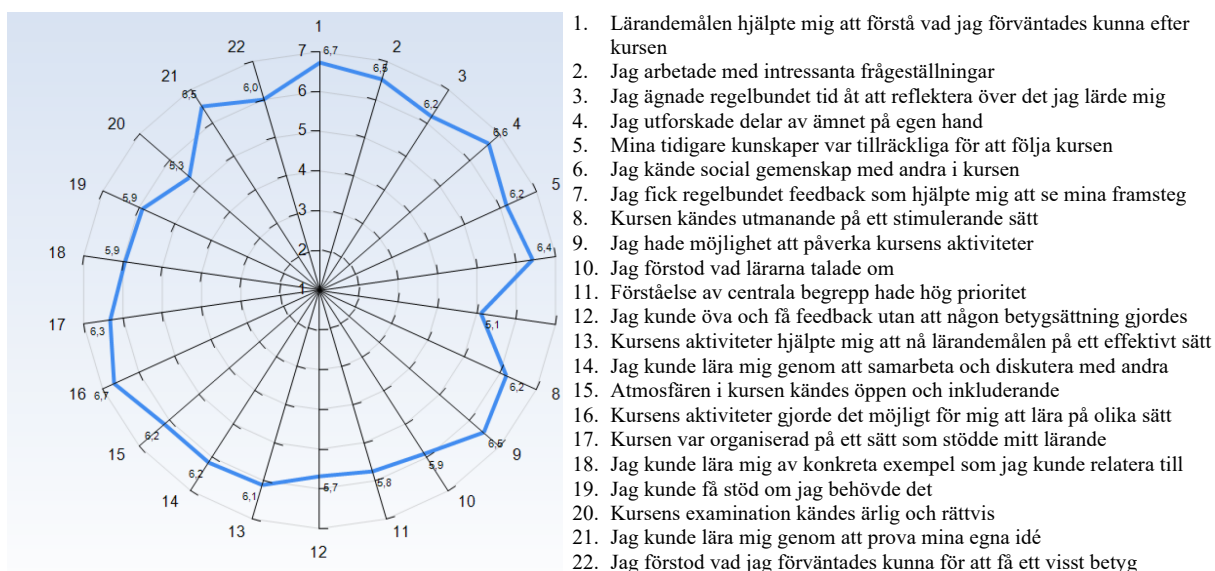 1
2
3
4
5
8
9
10
11
12
13
14
15
16
17
18
19
20
21
22
7
6
5
4
3
2
1
6,7
6,5
6,2
6,6
6,2
6,4
5,1
6,2
6,5
5,9
5,8
5,7
6,1
6,2
6,2
6,7
6,3
5,9
5,9
5,3
6,5
6,0
1. Lärandemålen hjälpte mig att förstå vad jag förväntades kunna efter
kursen
2. Jag arbetade med intressanta frågeställningar
3. Jag ägnade regelbundet tid åt att reflektera över det jag lärde mig
4. Jag utforskade delar av ämnet på egen hand
5. Mina tidigare kunskaper var tillräckliga för att följa kursen
6. Jag kände social gemenskap med andra i kursen
7. Jag fick regelbundet feedback som hjälpte mig att se mina framsteg
8. Kursen kändes utmanande på ett stimulerande sätt
9. Jag hade möjlighet att påverka kursens aktiviteter
10. Jag förstod vad lärarna talade om
11. Förståelse av centrala begrepp hade hög prioritet
12. Jag kunde öva och få feedback utan att någon betygsättning gjordes
13. Kursens aktiviteter hjälpte mig att nå lärandemålen på ett effektivt sätt
14. Jag kunde lära mig genom att samarbeta och diskutera med andra
15. Atmosfären i kursen kändes öppen och inkluderande
16. Kursens aktiviteter gjorde det möjligt för mig att lära på olika sätt
17. Kursen var organiserad på ett sätt som stödde mitt lärande
18. Jag kunde lära mig av konkreta exempel som jag kunde relatera till
19. Jag kunde få stöd om jag behövde det
20. Kursens examination kändes ärlig och rättvis
21. Jag kunde lära mig genom att prova mina egna idé
22. Jag förstod vad jag förväntades kunna för att få ett visst betyg